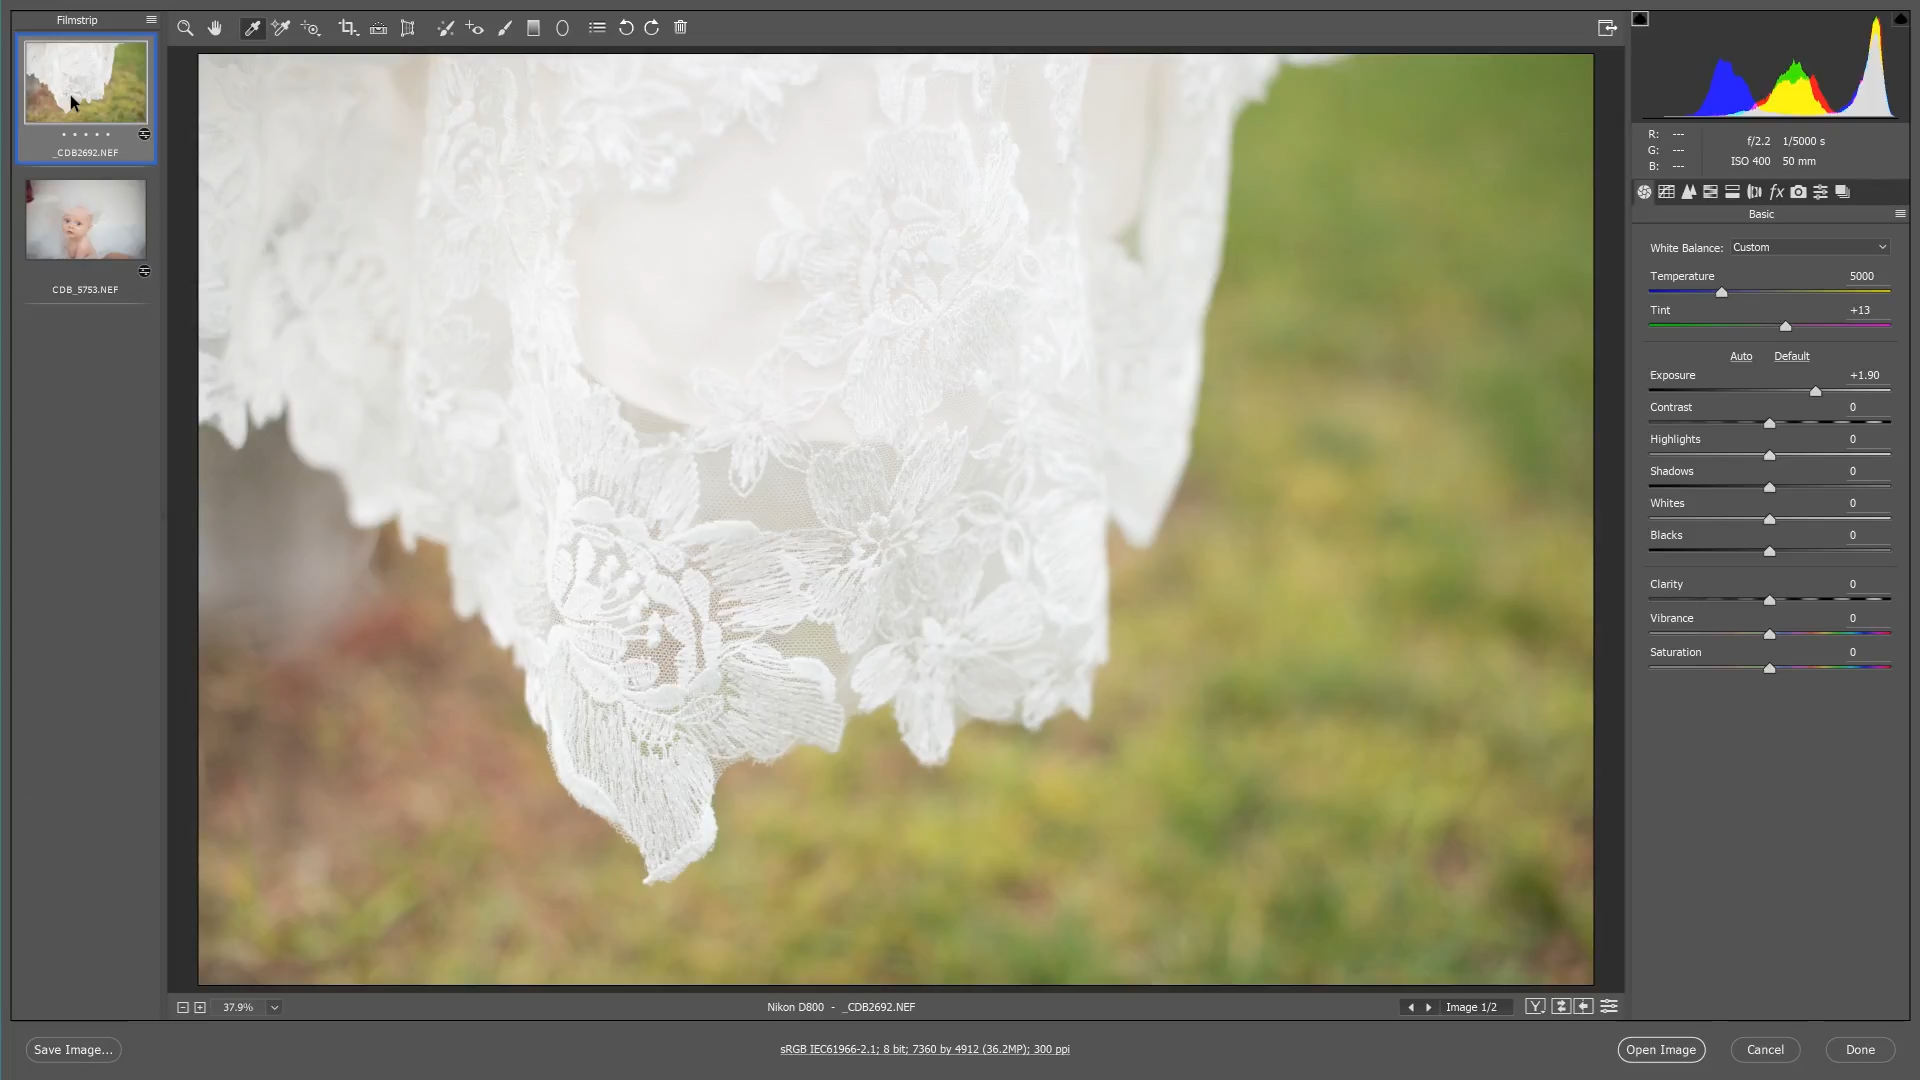 Filmstrip
_CDB2692.NEF
CDB_5753.NEF
R: ---
G: ---
B: ---
f/2.2 1/5000 s
ISO 400 50 mm
fx
Basic
White Balance: Custom
Temperature 5000
Tint +13
Auto Default
Exposure +1.90
Contrast 0
Highlights 0
Shadows 0
Whites 0
Blacks 0
Clarity 0
Vibrance 0
Saturation 0
37.9%
Nikon D800 - _CDB2692.NEF
Image 1/2
Y
Save Image...
sRGB IEC61966-2.1; 8 bit; 7360 by 4912 (36.2MP); 300 ppi
Open Image
Cancel
Done